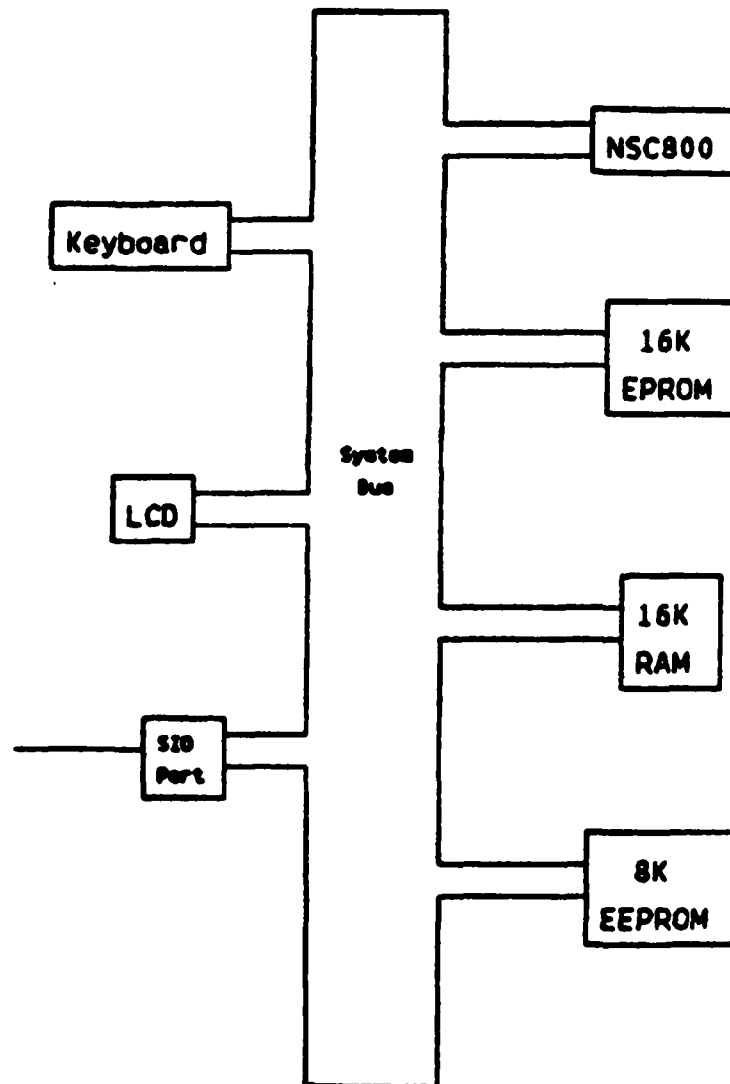 NSC800
Keyboard
16K
EPROM
System
Bus
LCD
16K
RAM
SIO
Port
8K
EEPROM